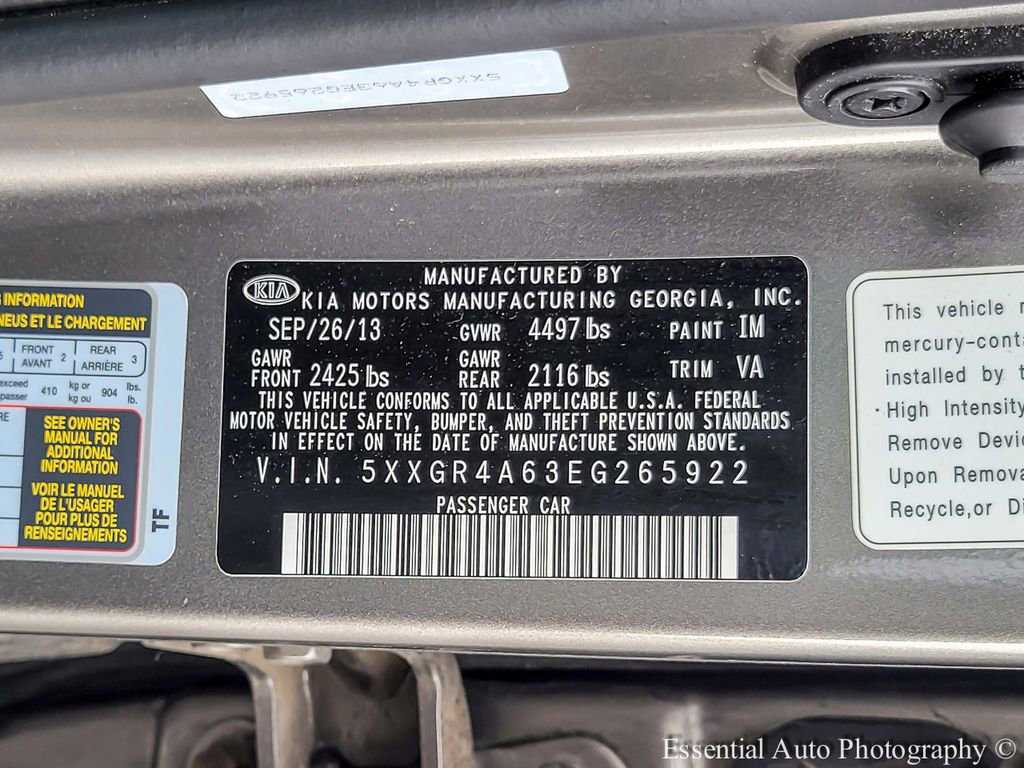 5XXGR4A63EG265922
MANUFACTURED BY
KIA
KIA MOTORS MANUFACTURING GEORGIA, INC.
SEP/26/13 GVWR 4497 lbs PAINT IM
GAWR FRONT 2425 lbs GAWR REAR 2116 lbs TRIM VA
THIS VEHICLE CONFORMS TO ALL APPLICABLE U.S.A. FEDERAL
MOTOR VEHICLE SAFETY, BUMPER, AND THEFT PREVENTION STANDARDS
IN EFFECT ON THE DATE OF MANUFACTURE SHOWN ABOVE.
V.I.N. 5XXGR4A63EG265922
PASSENGER CAR
INFORMATION
NEUS ET LE CHARGEMENT
FRONT AVANT 2 REAR ARRIÈRE 3
exceed
passer 410 kg or kg ou 904 lbs. lb.
SEE OWNER'S
MANUAL FOR
ADDITIONAL
INFORMATION
VOIR LE MANUEL
DE L'USAGER
POUR PLUS DE
RENSEIGNEMENTS
TF
This vehicle
mercury-conta
installed by
· High Intensity
Remove Devic
Upon Remova
Recycle,or Di
Essential Auto Photography ©